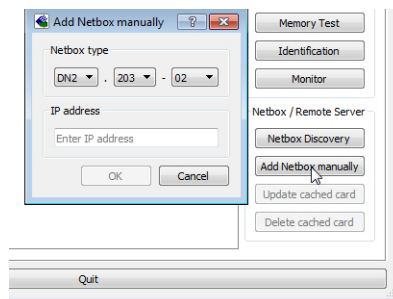 Add Netbox manually
Netbox type
DN2 . 203 - 02
IP address
Enter IP address
OK Cancel
Memory Test
Identification
Monitor
Netbox / Remote Server
Netbox Discovery
Add Netbox manually
Update cached card
Delete cached card
Quit